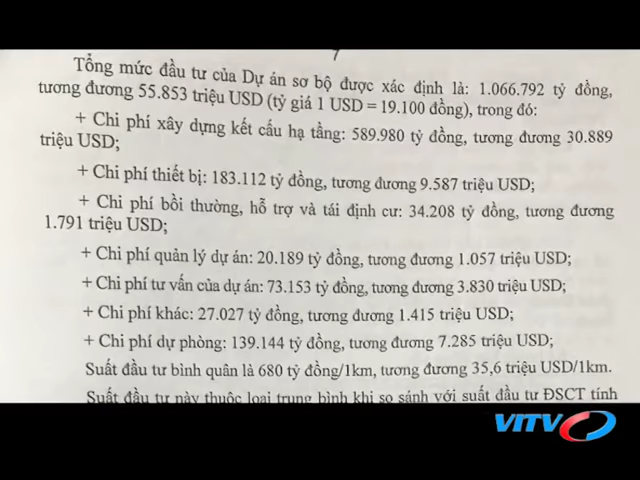 7
Tổng mức đầu tư của Dự án sơ bộ được xác định là: 1.066.792 tỷ đồng,
tương đương 55.853 triệu USD (tỷ giá 1 USD = 19.100 đồng), trong đó:
+ Chi phí xây dựng kết cấu hạ tầng: 589.980 tỷ đồng, tương đương 30.889
triệu USD;
+ Chi phí thiết bị: 183.112 tỷ đồng, tương đương 9.587 triệu USD;
+ Chi phí bồi thường, hỗ trợ và tái định cư: 34.208 tỷ đồng, tương đương
1.791 triệu USD;
+ Chi phí quản lý dự án: 20.189 tỷ đồng, tương đương 1.057 triệu USD;
+ Chi phí tư vấn của dự án: 73.153 tỷ đồng, tương đương 3.830 triệu USD;
+ Chi phí khác: 27.027 tỷ đồng, tương đương 1.415 triệu USD;
+ Chi phí dự phòng: 139.144 tỷ đồng, tương đương 7.285 triệu USD;
Suất đầu tư bình quân là 680 tỷ đồng/1km, tương đương 35,6 triệu USD/1km.
Suất đầu tư này thuộc loại trung bình khi so sánh với suất đầu tư ĐSCT tính
VITV